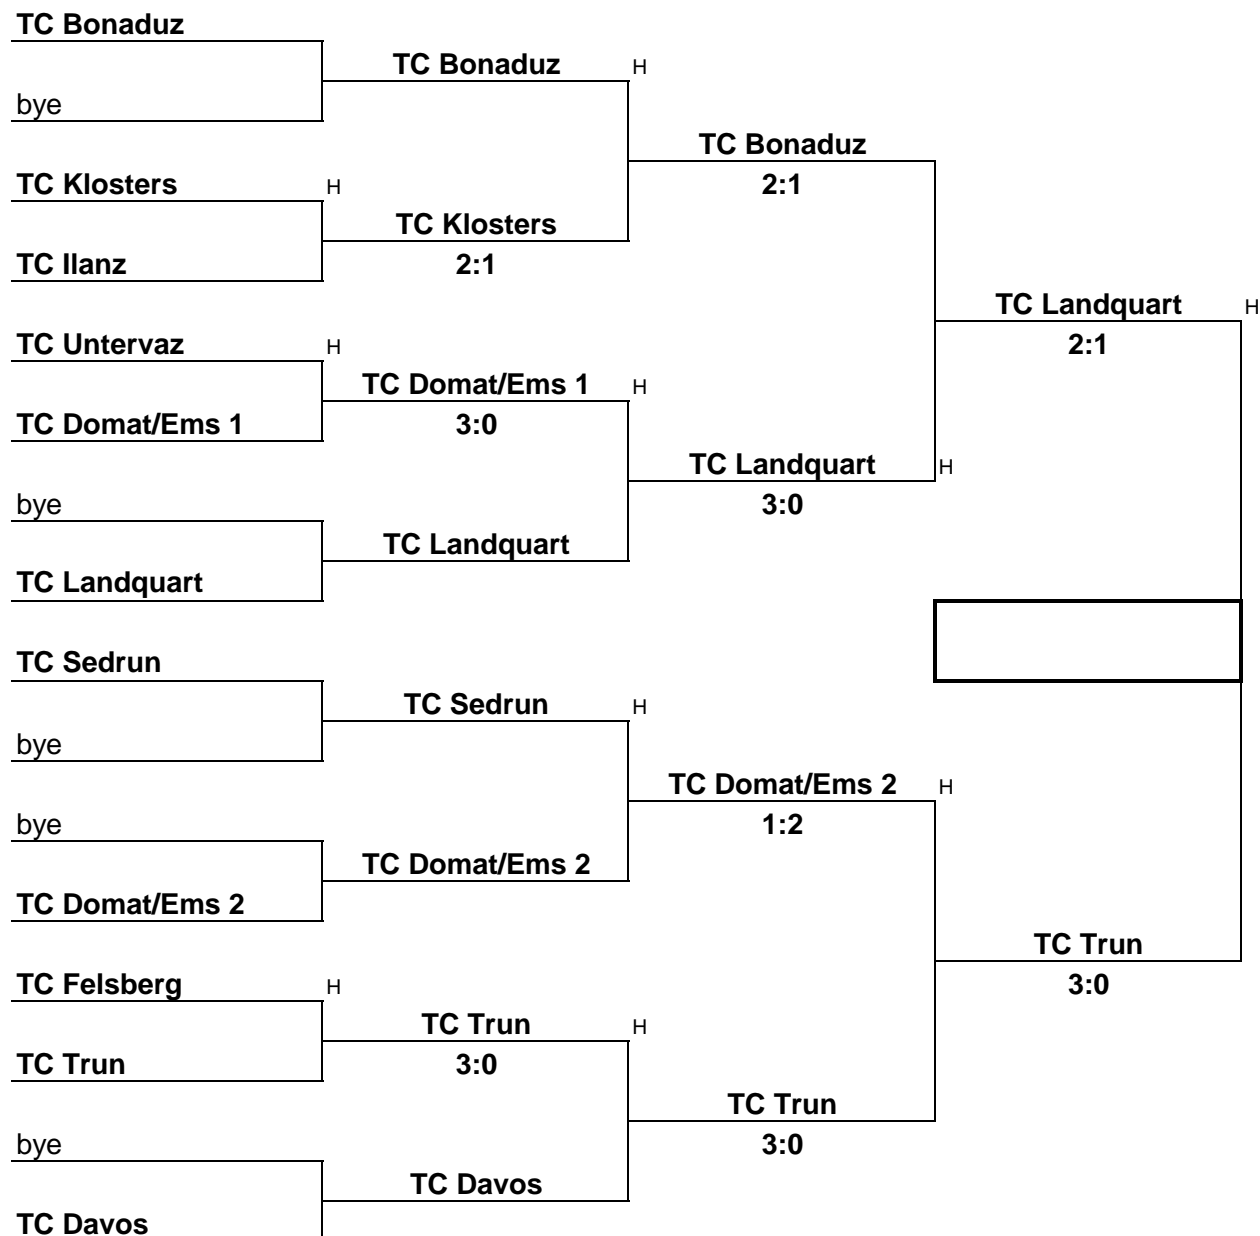 TC Bonaduz
TC Bonaduz H
bye
TC Bonaduz
TC Klosters H
2:1
TC Klosters
TC Ilanz
2:1
TC Landquart H
TC Untervaz H
2:1
TC Domat/Ems 1 H
TC Domat/Ems 1
3:0
TC Landquart H
bye
3:0
TC Landquart
TC Landquart
TC Sedrun
TC Sedrun H
bye
TC Domat/Ems 2 H
bye
1:2
TC Domat/Ems 2
TC Domat/Ems 2
TC Trun
TC Felsberg H
3:0
TC Trun H
TC Trun
3:0
TC Trun
bye
3:0
TC Davos
TC Davos